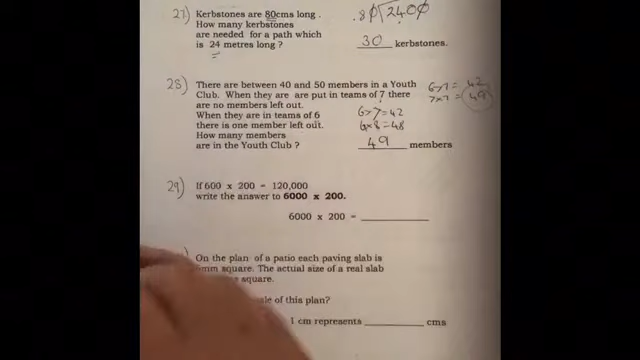 27) Kerbstones are 80cms long.
How many kerbstones
are needed for a path which
is 24 metres long ?
80 2400
30 kerbstones.
28) There are between 40 and 50 members in a Youth
Club. When they are are put in teams of 7 there
are no members left out.
When they are in teams of 6
there is one member left out.
How many members
are in the Youth Club ?
6×7=42
7×7=49
6×7=42
6×8=48
49 members
29) If 600 x 200 = 120,000
write the answer to 6000 x 200.
6000 x 200 =
On the plan of a patio each paving slab is
mm square. The actual size of a real slab
square.
of this plan?
1 cm represents cms